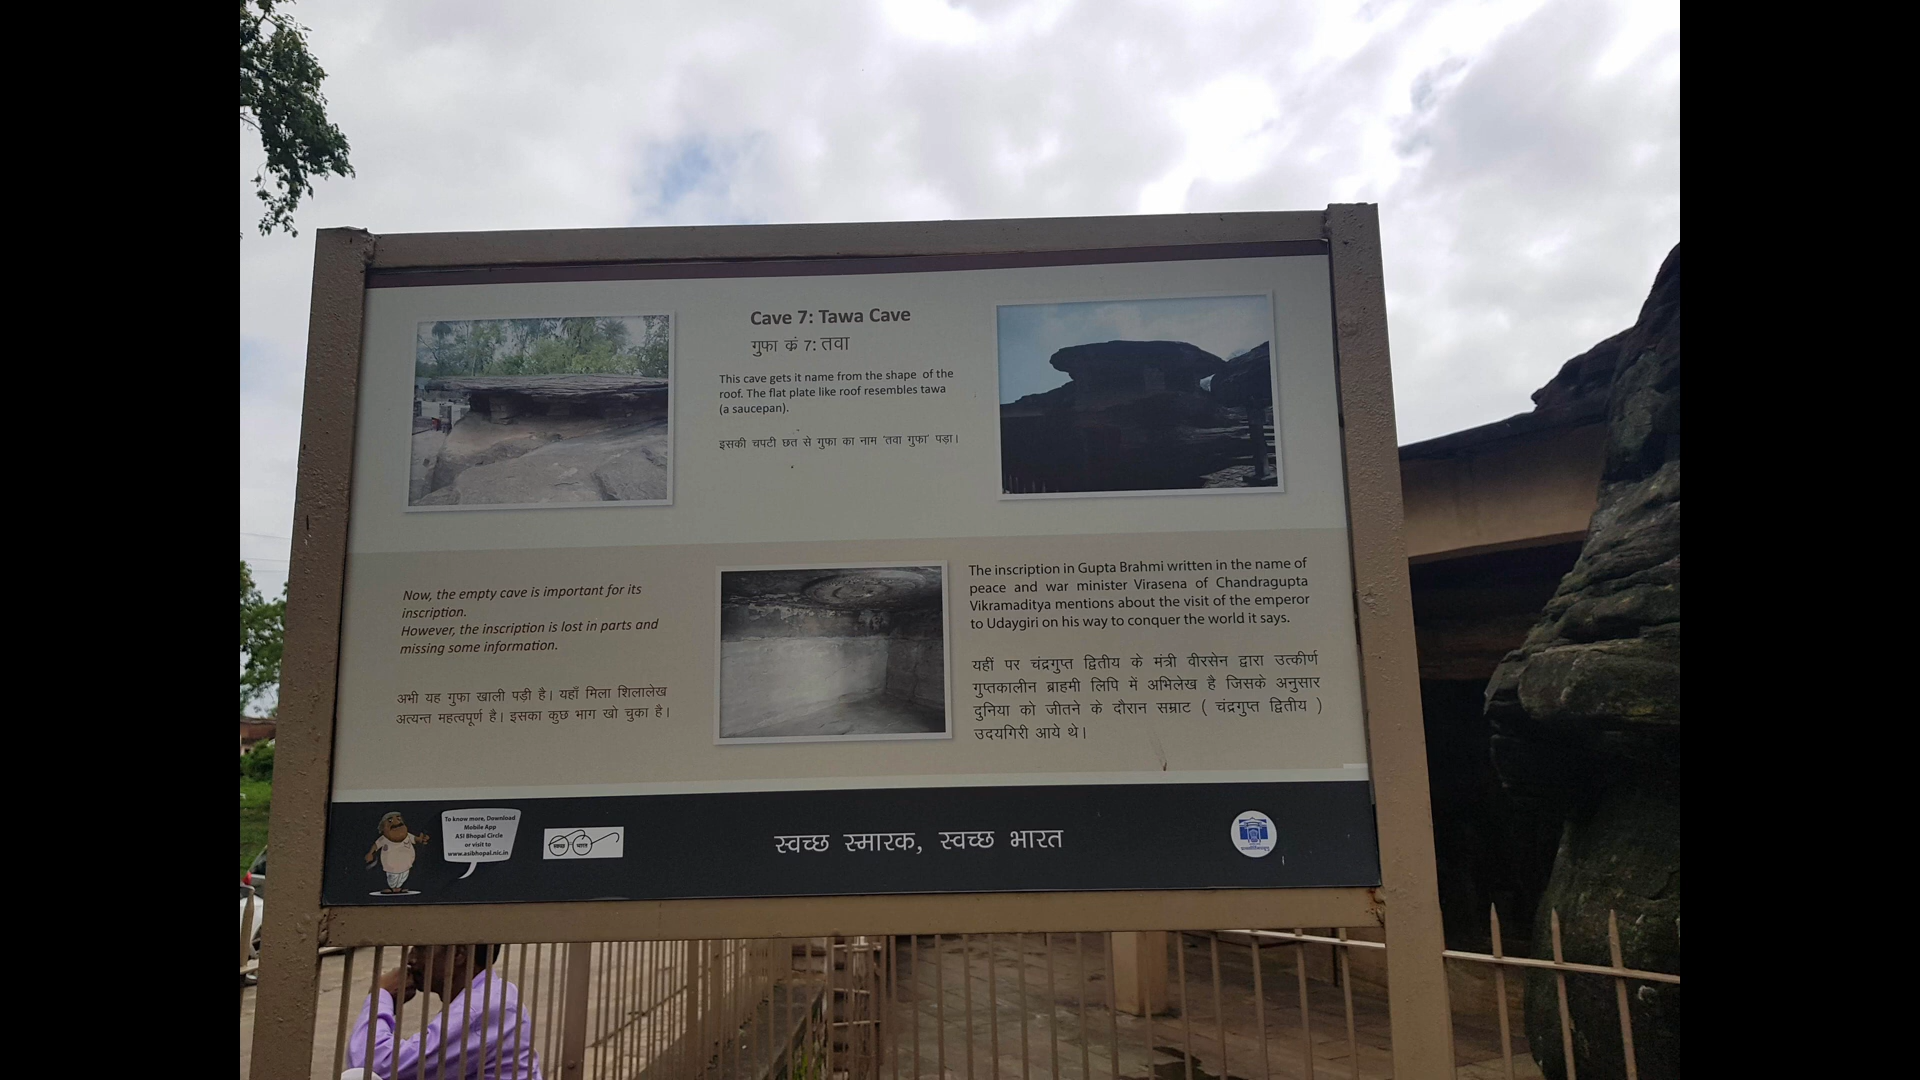 Cave 7: Tawa Cave
गुफा कं 7: तवा
This cave gets it name from the shape of the
roof. The flat plate like roof resembles tawa
(a saucepan).
इसकी चपटी छत से गुफा का नाम 'तवा गुफा' पड़ा।
Now, the empty cave is important for its
inscription.
However, the inscription is lost in parts and
missing some information.
अभी यह गुफा खाली पड़ी है। यहाँ मिला शिलालेख
अत्यन्त महत्वपूर्ण है। इसका कुछ भाग खो चुका है।
The inscription in Gupta Brahmi written in the name of
peace and war minister Virasena of Chandragupta
Vikramaditya mentions about the visit of the emperor
to Udaygiri on his way to conquer the world it says.
यहीं पर चंद्रगुप्त द्वितीय के मंत्री वीरसेन द्वारा उत्कीर्ण
गुप्तकालीन ब्राहमी लिपि में अभिलेख है जिसके अनुसार
दुनिया को जीतने के दौरान सम्राट ( चंद्रगुप्त द्वितीय )
उदयगिरी आये थे।
To know more, Download
Mobile App
ASI Bhopal Circle
or visit to
www.asibhopal.nic.in
स्वच्छ भारत
स्वच्छ स्मारक, स्वच्छ भारत